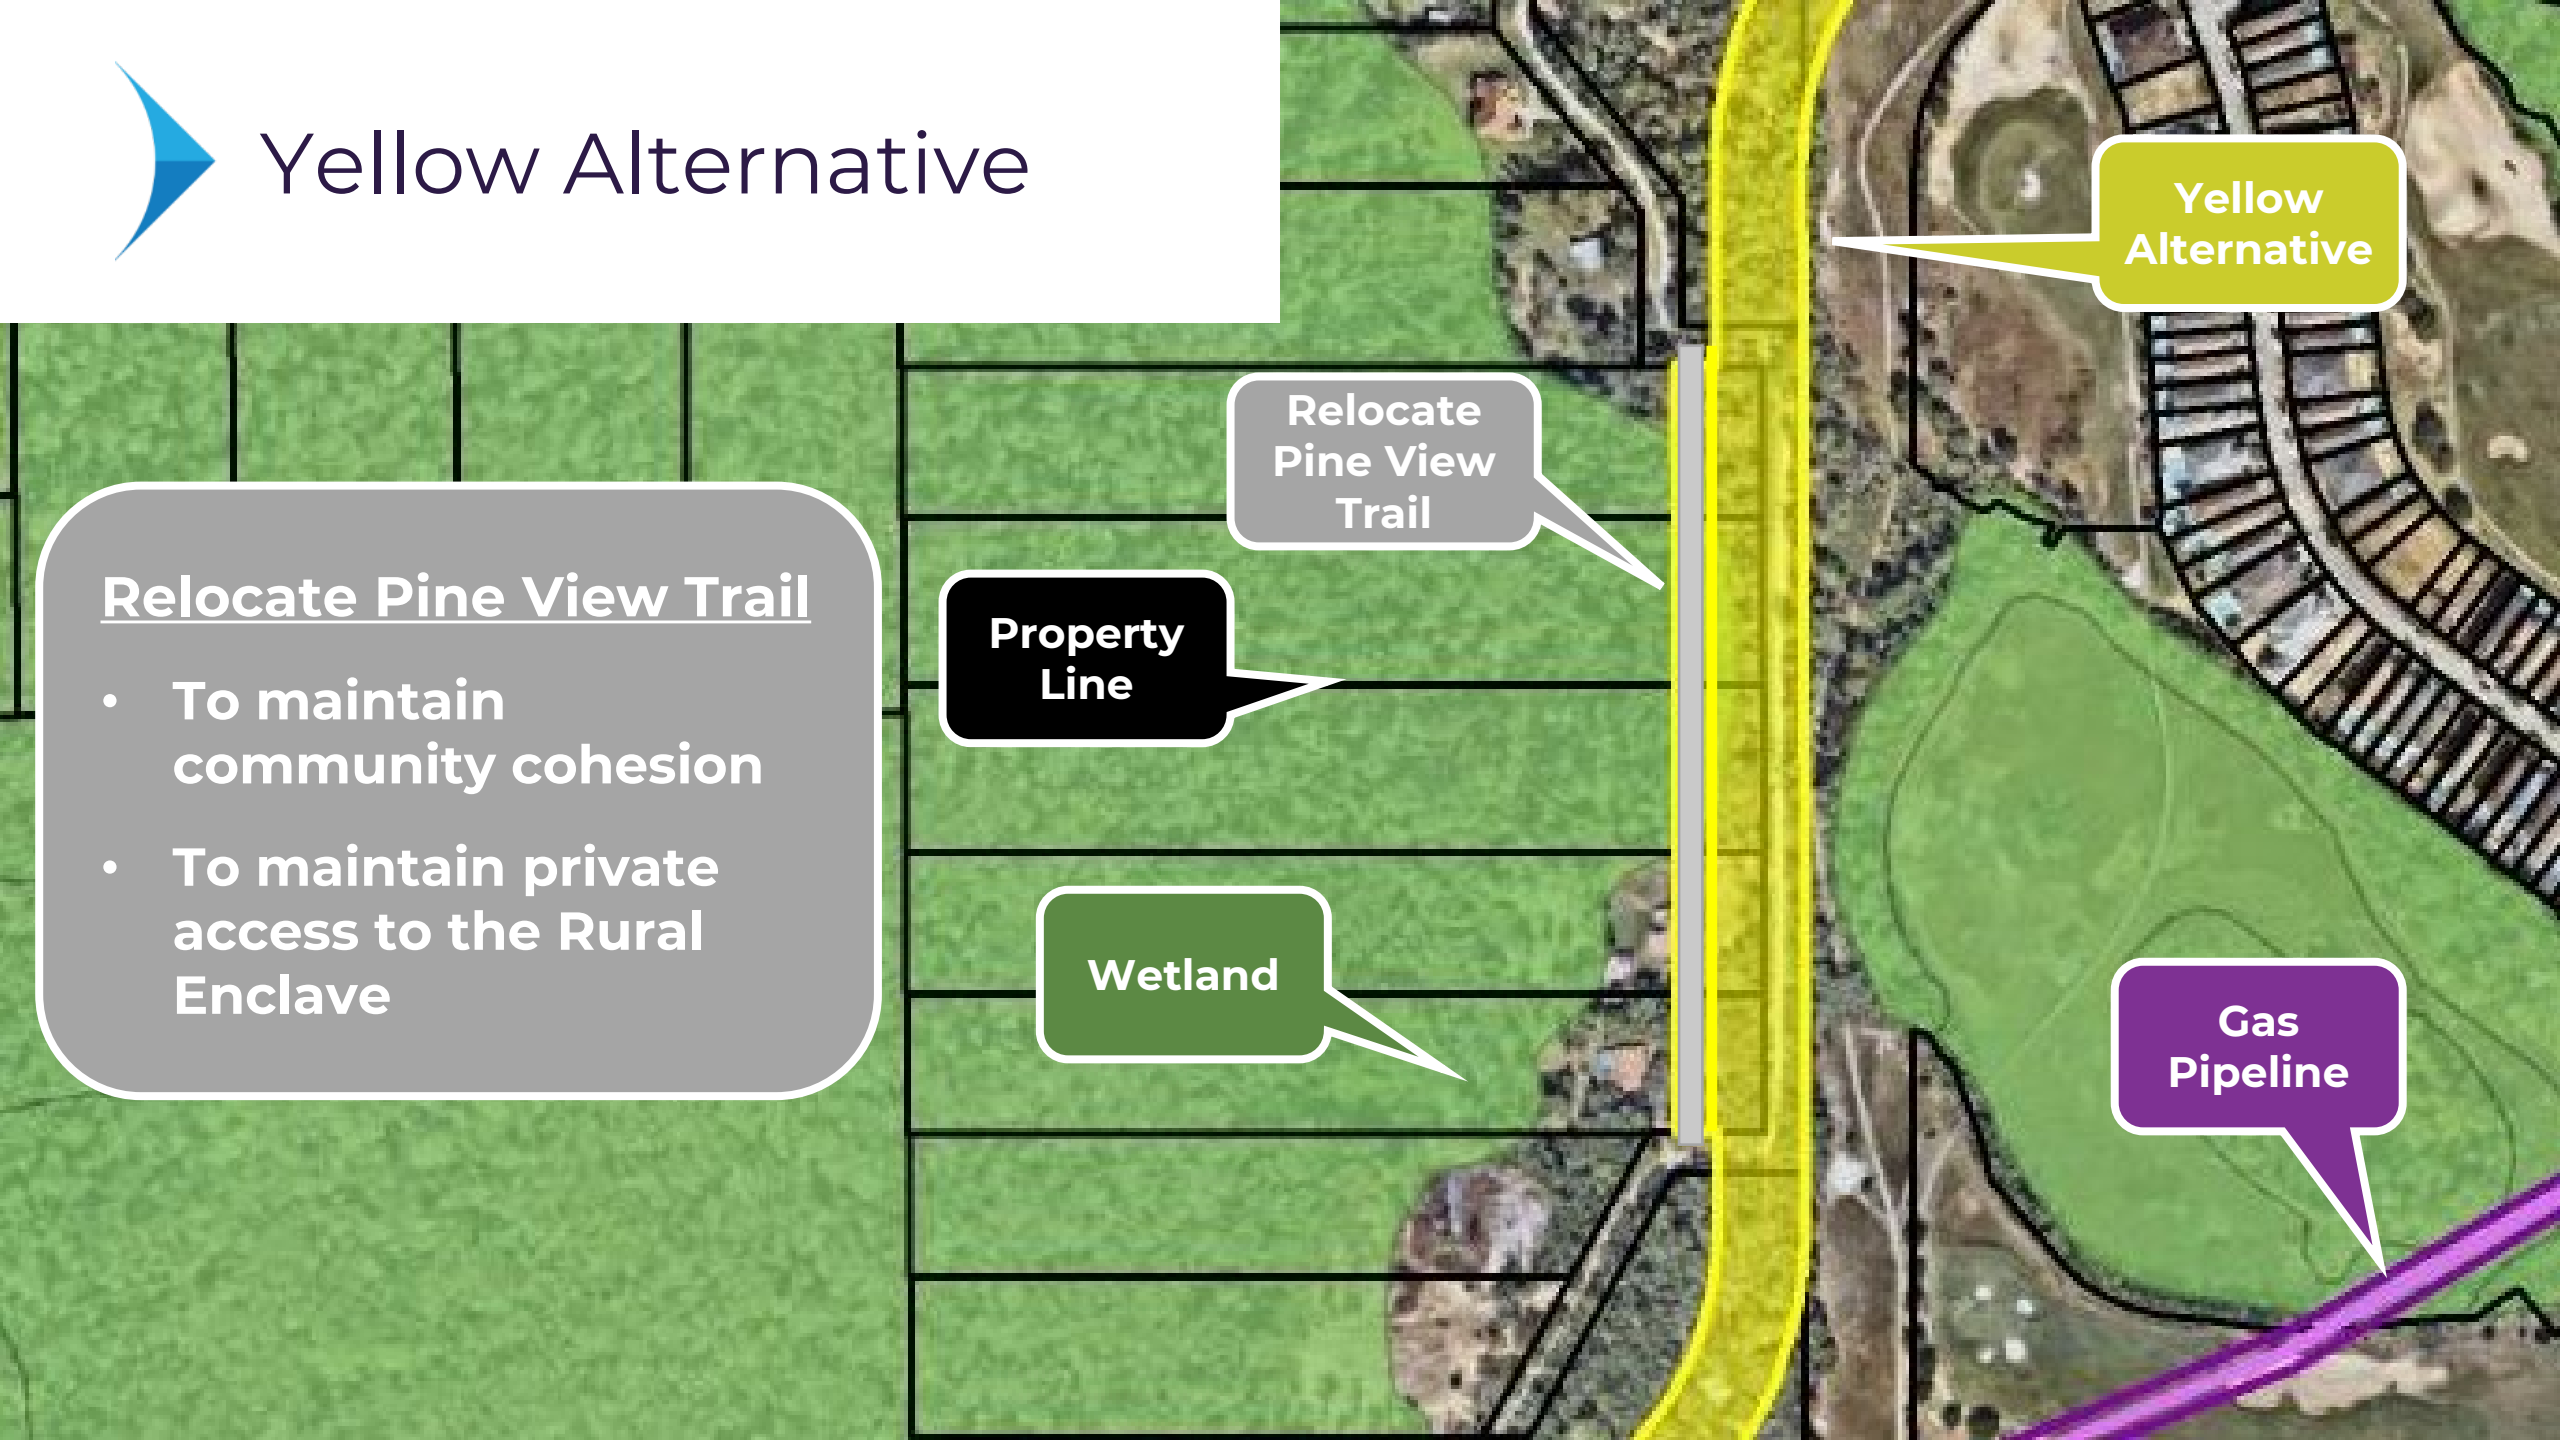 Yellow Alternative
Yellow
Alternative
Relocate
Pine View
Trail
Relocate Pine View Trail
• To maintain
community cohesion
• To maintain private
access to the Rural
Enclave
Property
Line
Wetland
Gas
Pipeline